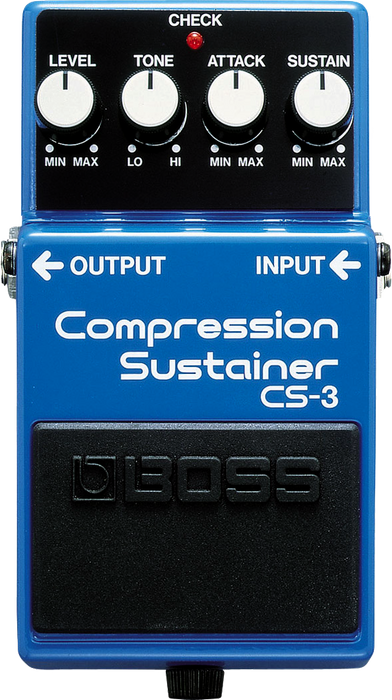 CHECK
LEVEL TONE ATTACK SUSTAIN
MIN MAX LO HI MIN MAX MIN MAX
OUTPUT INPUT
Compression
Sustainer
CS-3
BOSS